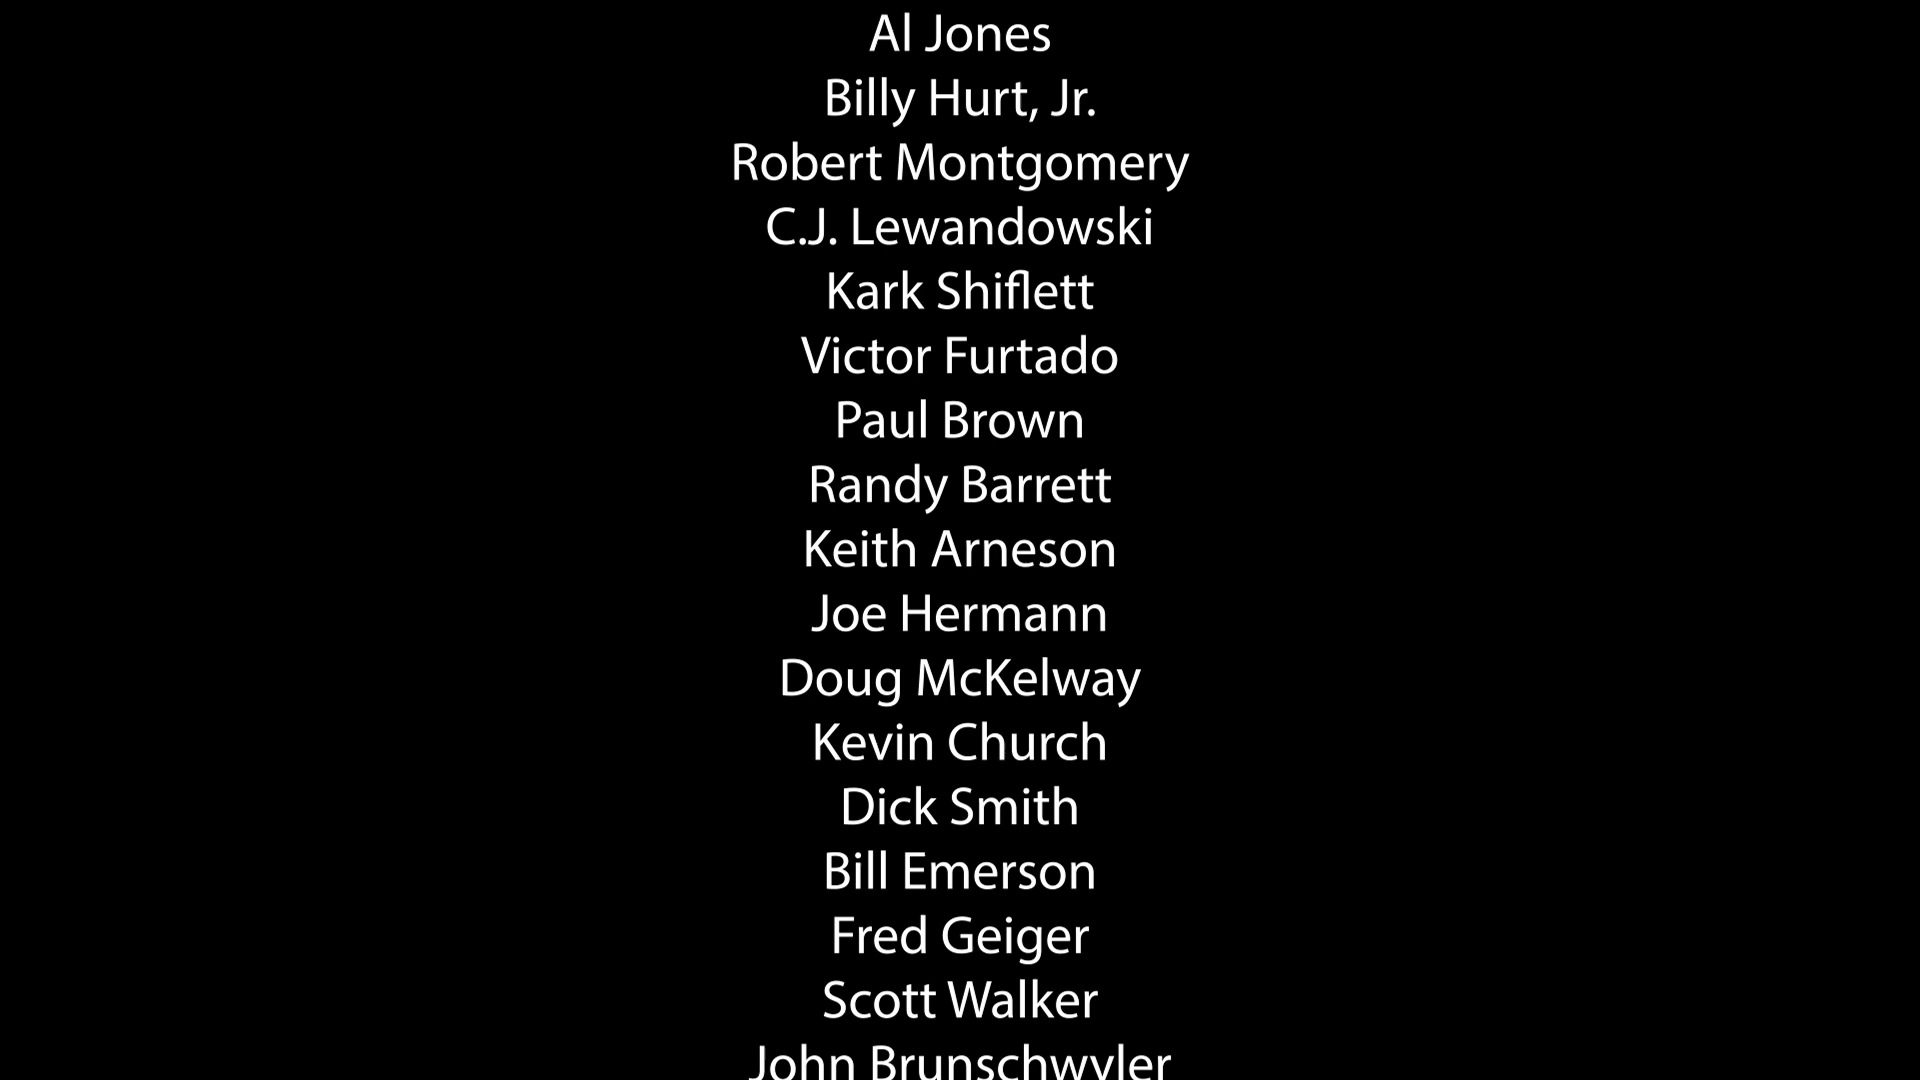 Al Jones
Billy Hurt, Jr.
Robert Montgomery
C.J. Lewandowski
Kark Shiflett
Victor Furtado
Paul Brown
Randy Barrett
Keith Arneson
Joe Hermann
Doug McKelway
Kevin Church
Dick Smith
Bill Emerson
Fred Geiger
Scott Walker
John Brunschwyler